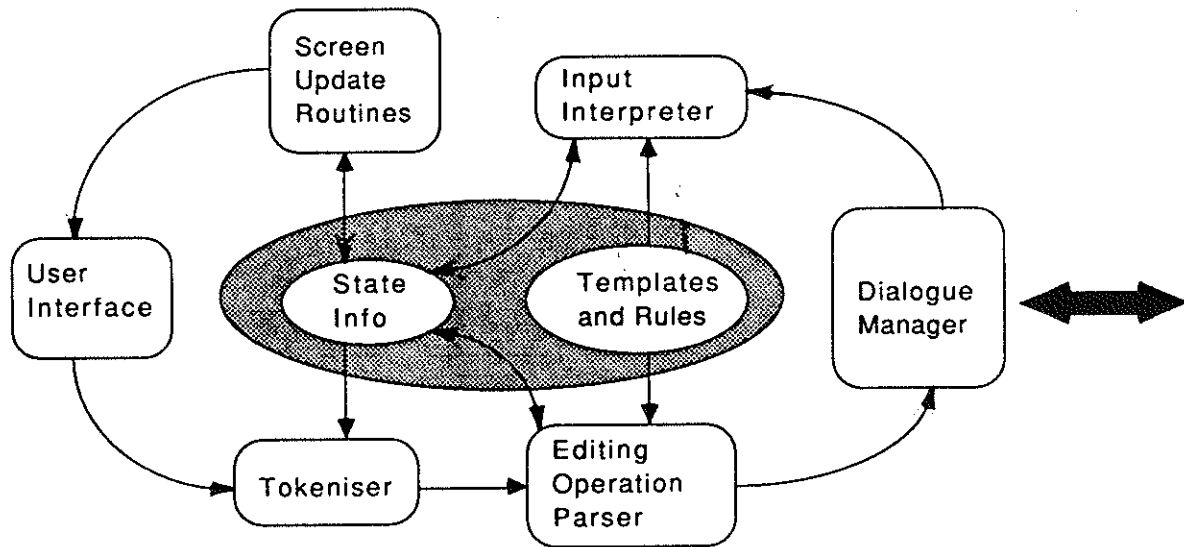 Screen
Update
Routines
Input
Interpreter
User
Interface
State
Info
Templates
and Rules
Dialogue
Manager
Tokeniser
Editing
Operation
Parser